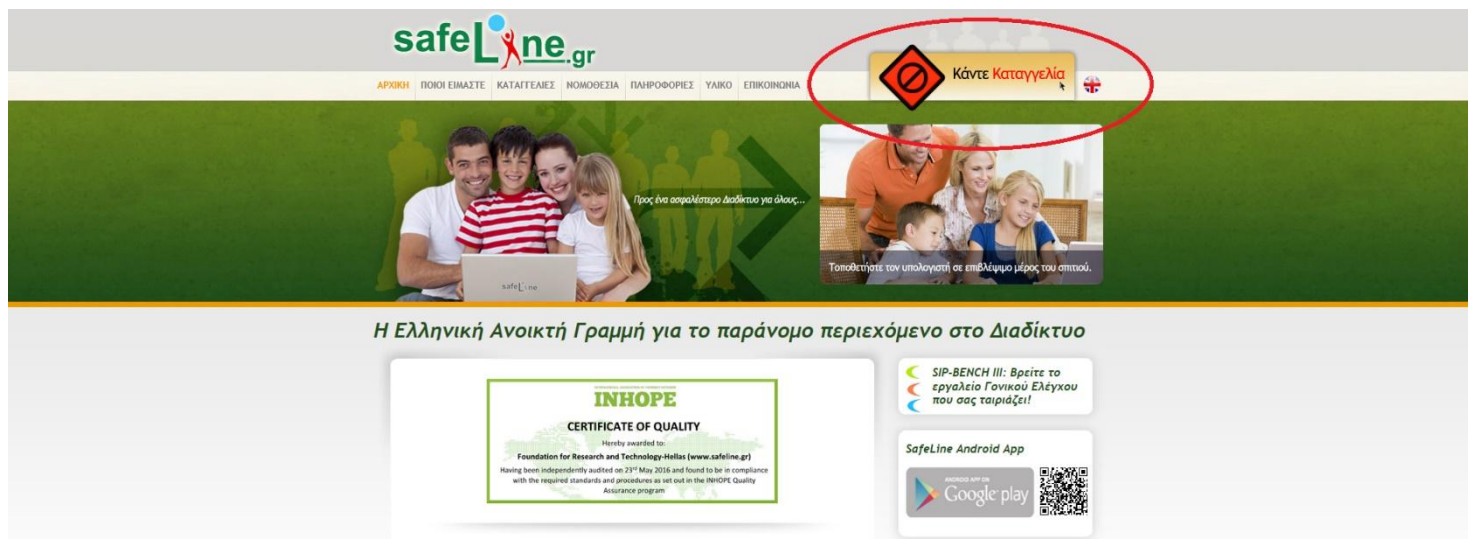 safeLine.gr
Κάντε Καταγγελία
ΑΡΧΙΚΗ ΠΟΙΟΙ ΕΙΜΑΣΤΕ ΚΑΤΑΓΓΕΛΙΕΣ ΝΟΜΟΘΕΣΙΑ ΠΛΗΡΟΦΟΡΙΕΣ ΥΛΙΚΟ ΕΠΙΚΟΙΝΩΝΙΑ
Προς ένα ασφαλέστερο Διαδίκτυο για όλους...
safeLine
Τοποθετήστε τον υπολογιστή σε επιβλέψιμο μέρος του σπιτιού.
Η Ελληνική Ανοικτή Γραμμή για το παράνομο περιεχόμενο στο Διαδίκτυο
INHOPE
CERTIFICATE OF QUALITY
Hereby awarded to:
Foundation for Research and Technology-Hellas (www.safeline.gr)
Having been independently audited on 23rd May 2016 and found to be in compliance
with the required standards and procedures as set out in the INHOPE Quality
Assurance program
SIP-BENCH III: Βρείτε το
εργαλείο Γονικού Ελέγχου
που σας ταιριάζει!
SafeLine Android App
ANDROID APP ON
Google play